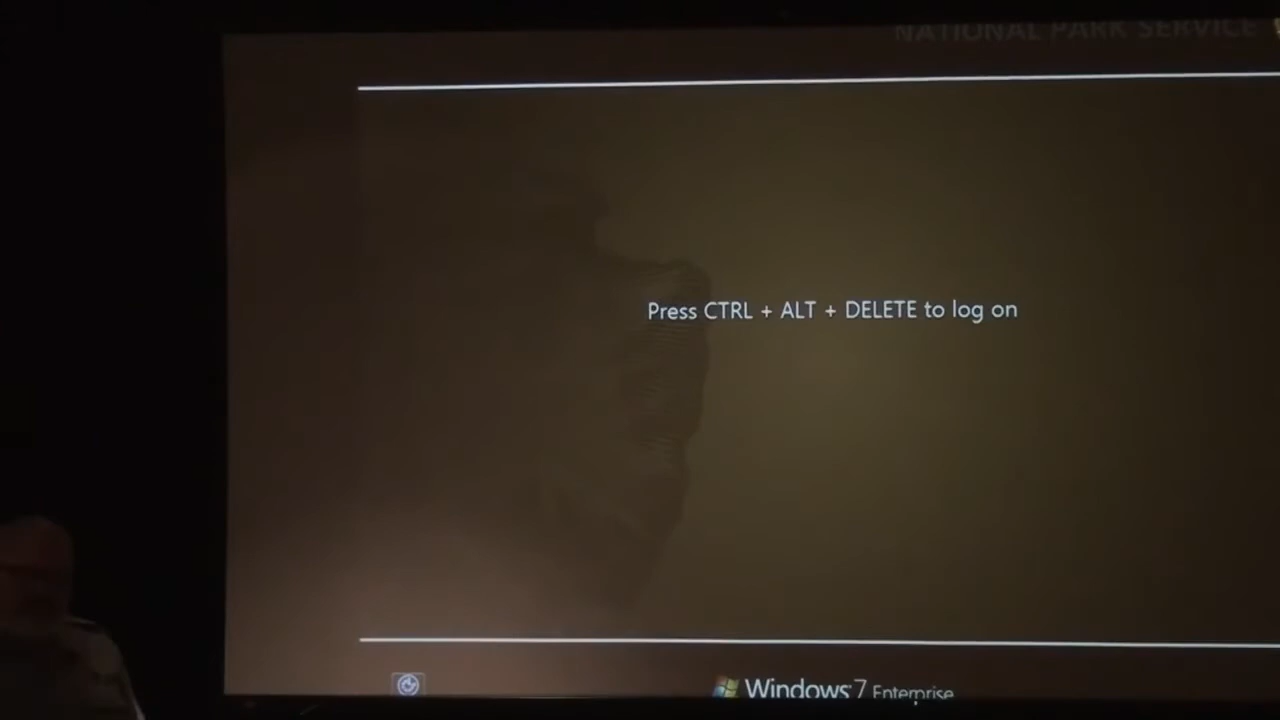 NATIONAL PARK SERVICE
Press CTRL + ALT + DELETE to log on
Windows 7 Enterprise